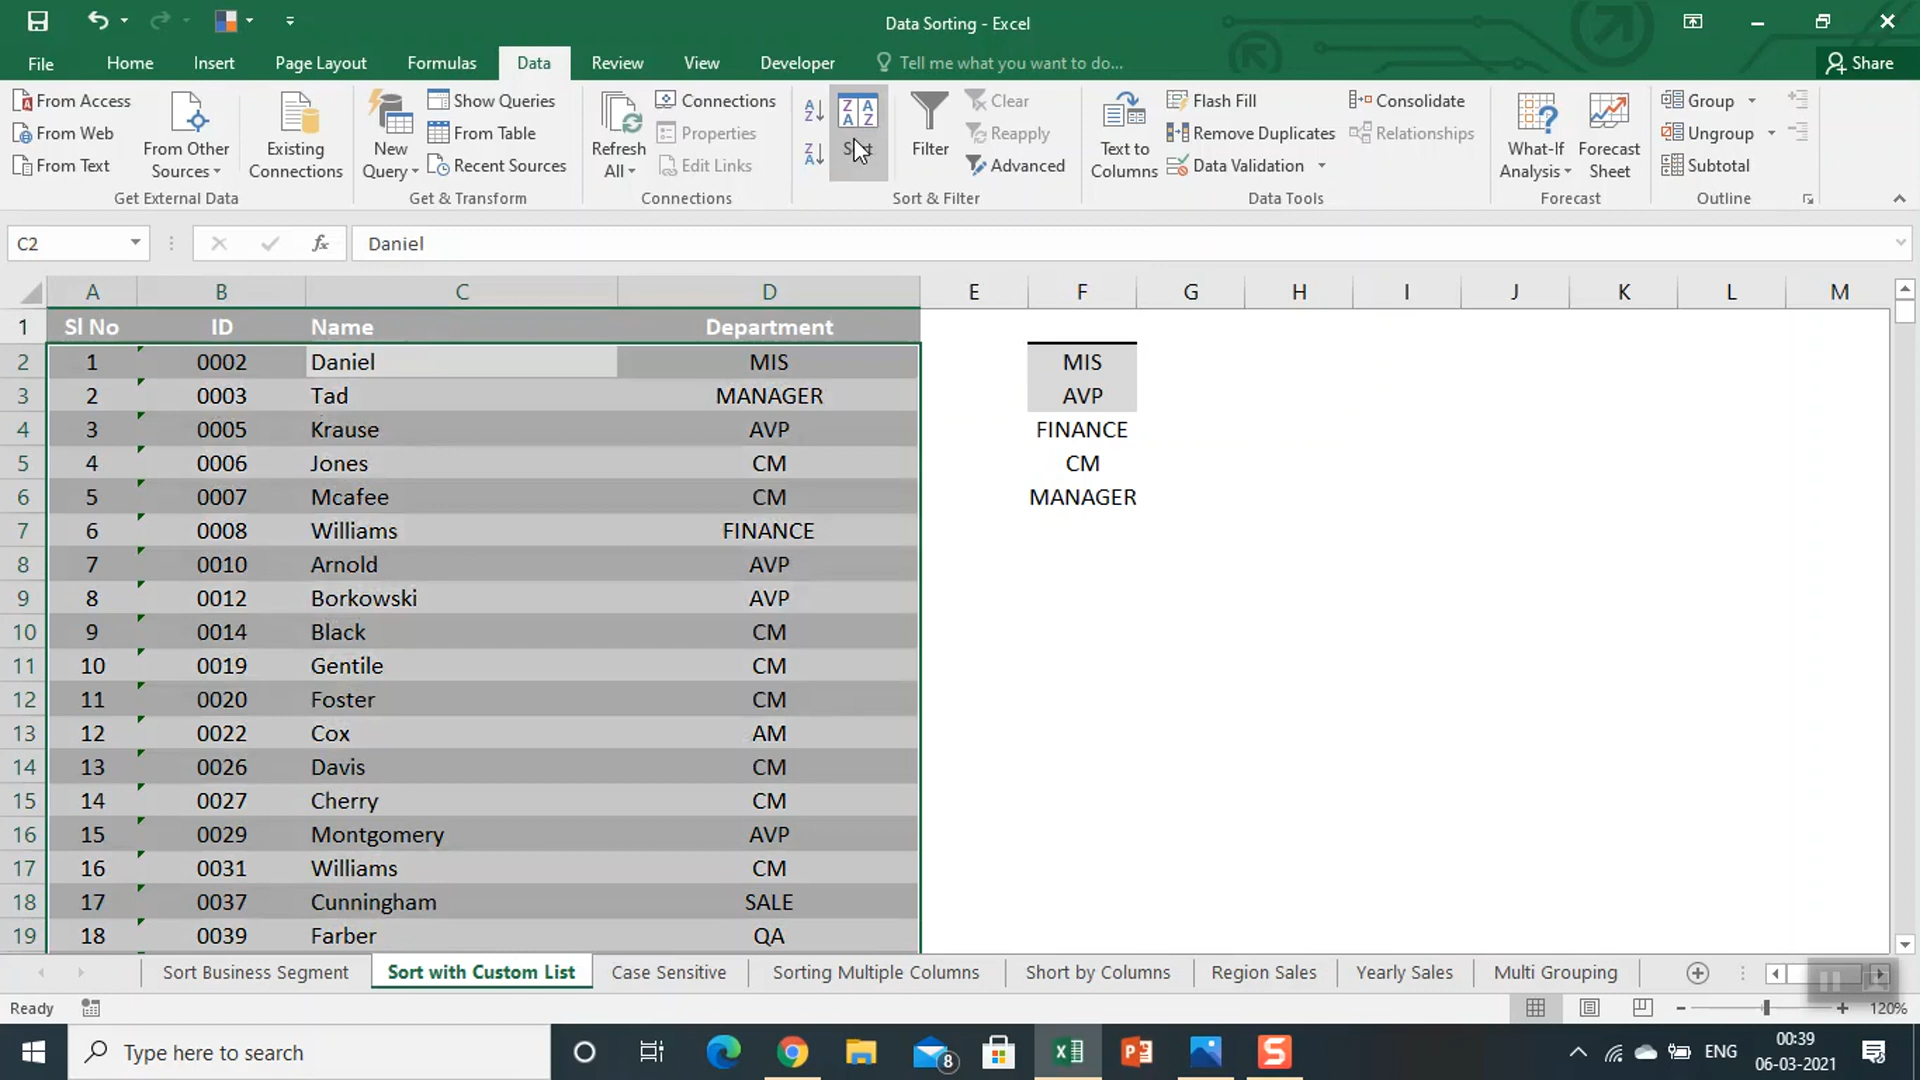 Data Sorting - Excel
File Home Insert Page Layout Formulas Data Review View Developer Tell me what you want to do... Share
From Access
From Web
From Text
From Other Sources
Existing Connections
Get External Data
New Query
Show Queries
From Table
Recent Sources
Get & Transform
Refresh All
Connections
Properties
Edit Links
Connections
Sort
Filter
Clear
Reapply
Advanced
Sort & Filter
Text to Columns
Flash Fill
Remove Duplicates
Data Validation
Consolidate
Relationships
Data Tools
What-If Analysis
Forecast Sheet
Forecast
Group
Ungroup
Subtotal
Outline
C2 fx Daniel
A B C D E F G H I J K L M
1 Sl No ID Name Department
2 1 0002 Daniel MIS MIS
3 2 0003 Tad MANAGER AVP
4 3 0005 Krause AVP FINANCE
5 4 0006 Jones CM CM
6 5 0007 Mcafee CM MANAGER
7 6 0008 Williams FINANCE
8 7 0010 Arnold AVP
9 8 0012 Borkowski AVP
10 9 0014 Black CM
11 10 0019 Gentile CM
12 11 0020 Foster CM
13 12 0022 Cox AM
14 13 0026 Davis CM
15 14 0027 Cherry CM
16 15 0029 Montgomery AVP
17 16 0031 Williams CM
18 17 0037 Cunningham SALE
19 18 0039 Farber QA
Sort Business Segment Sort with Custom List Case Sensitive Sorting Multiple Columns Short by Columns Region Sales Yearly Sales Multi Grouping
Ready 120%
Type here to search 8 ENG 00:39
06-03-2021